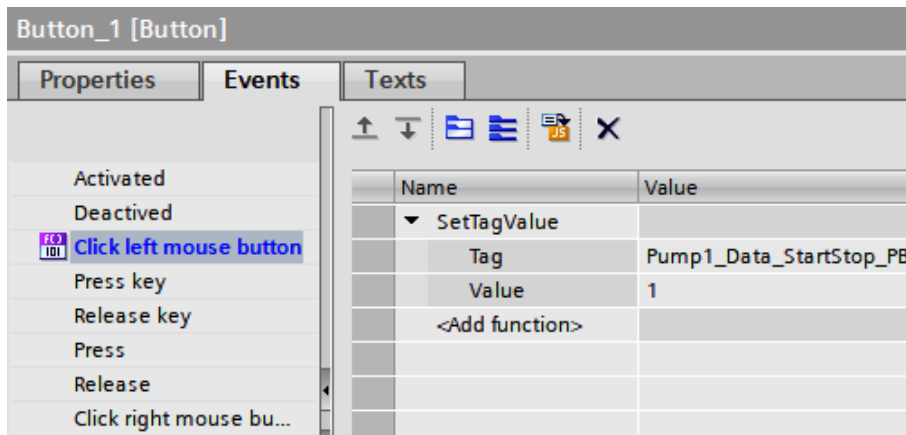 Button_1 [Button]
Properties Events Texts
Name Value
Activated
Deactived
Click left mouse button
Press key
Release key
Press
Release
Click right mouse bu...
SetTagValue
Tag Pump1_Data_StartStop_PB
Value 1
<Add function>